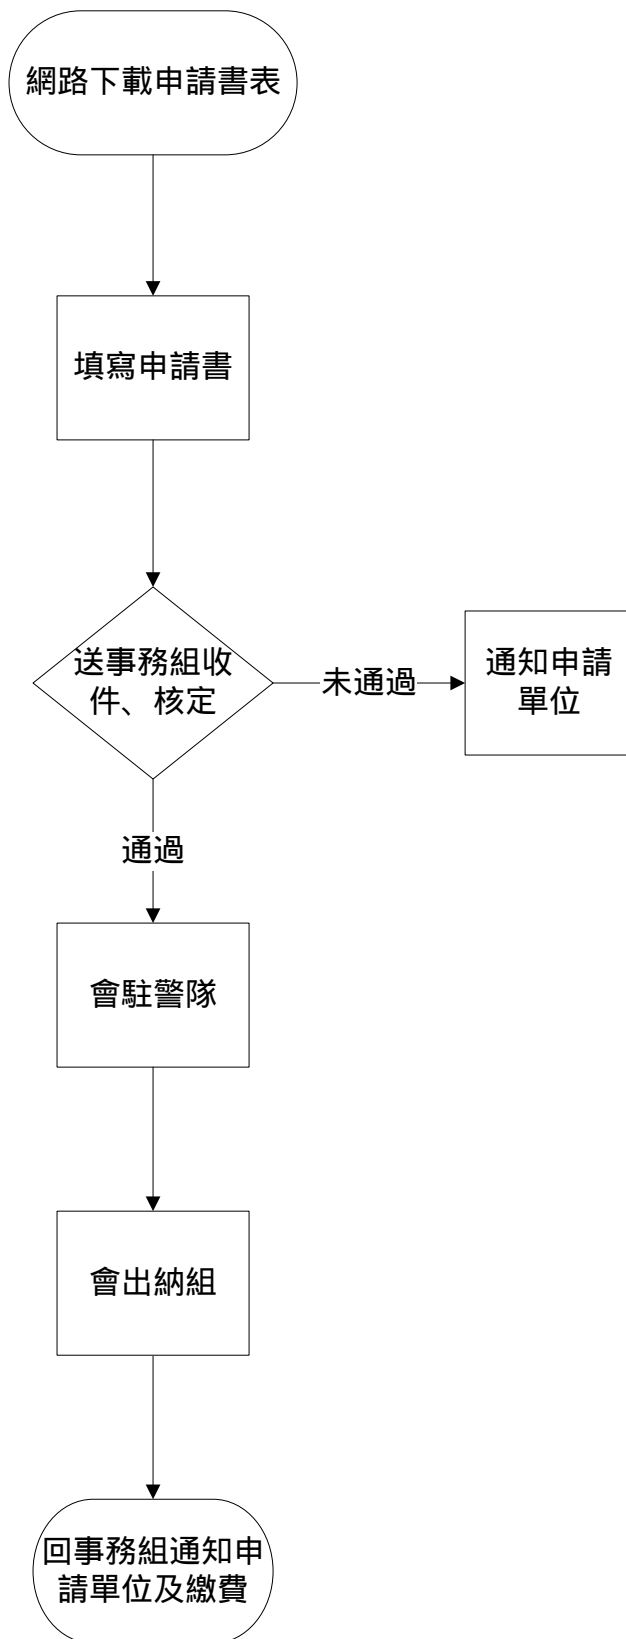 網路下載申請書表
填寫申請書
送事務組收
件、核定
未通過
通知申請
單位
通過
會駐警隊
會出納組
回事務組通知申
請單位及繳費